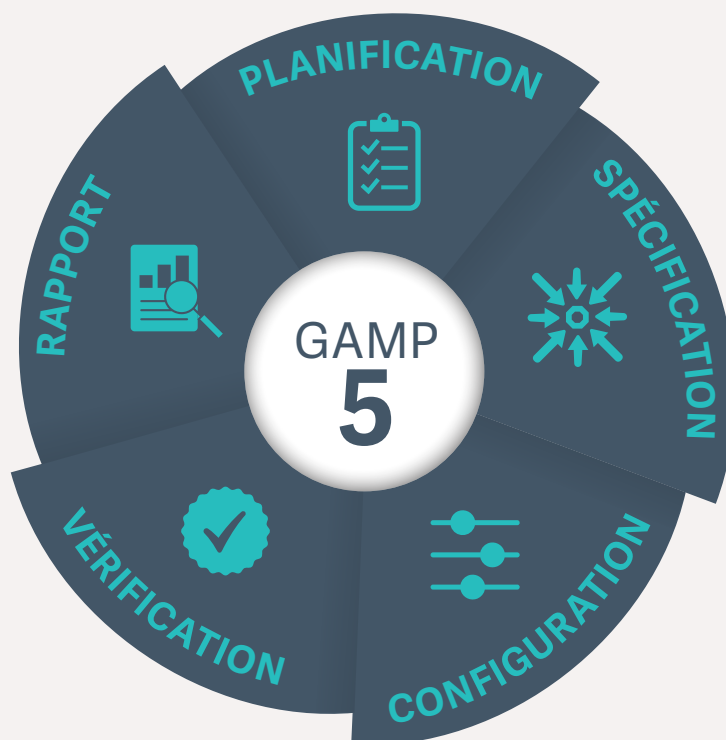 PLANIFICATION
SPÉCIFICATION
CONFIGURATION
VÉRIFICATION
RAPPORT
GAMP
5